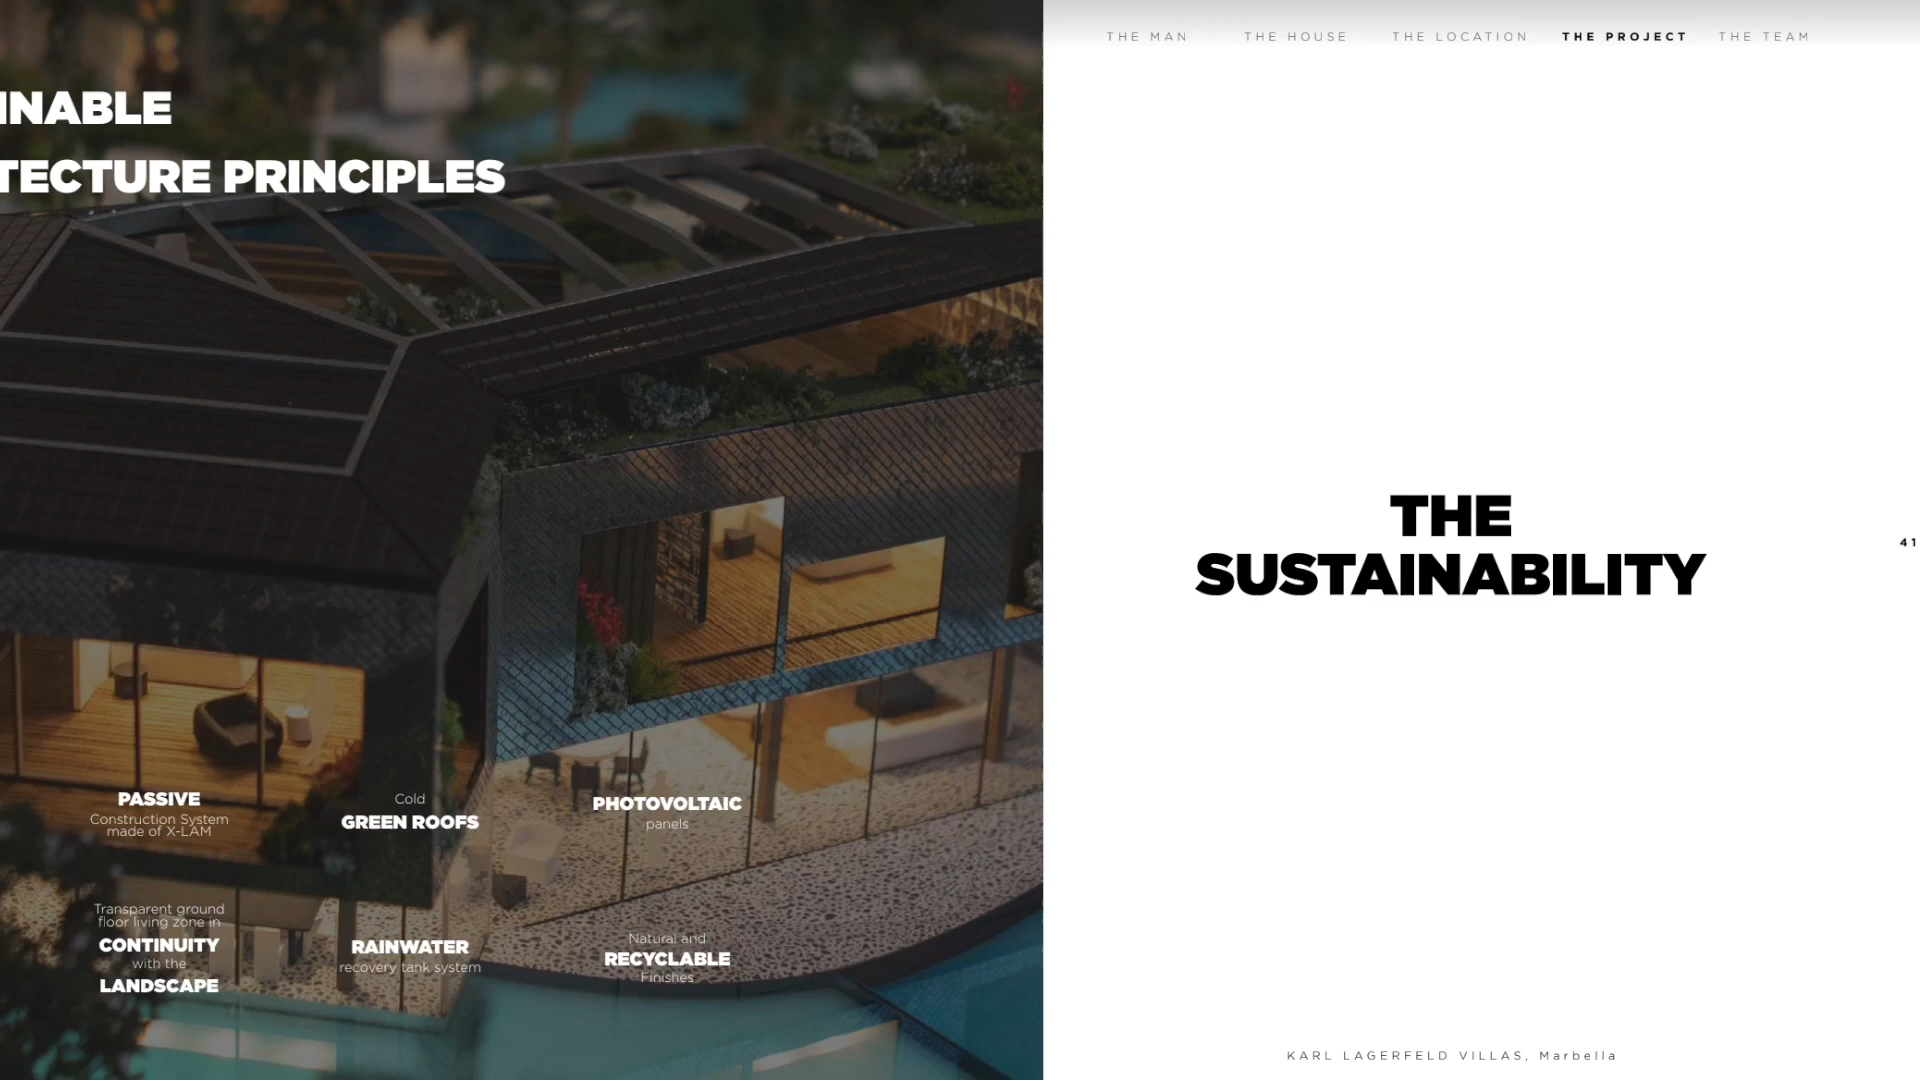 INABLE
TECTURE PRINCIPLES
PASSIVE
Construction System
made of X-LAM
Cold
GREEN ROOFS
PHOTOVOLTAIC
panels
Transparent ground
floor living zone in
CONTINUITY
with the
LANDSCAPE
RAINWATER
recovery tank system
Natural and
RECYCLABLE
Finishes
THE MAN THE HOUSE THE LOCATION THE PROJECT THE TEAM
THE
SUSTAINABILITY
41
KARL LAGERFELD VILLAS, Marbella